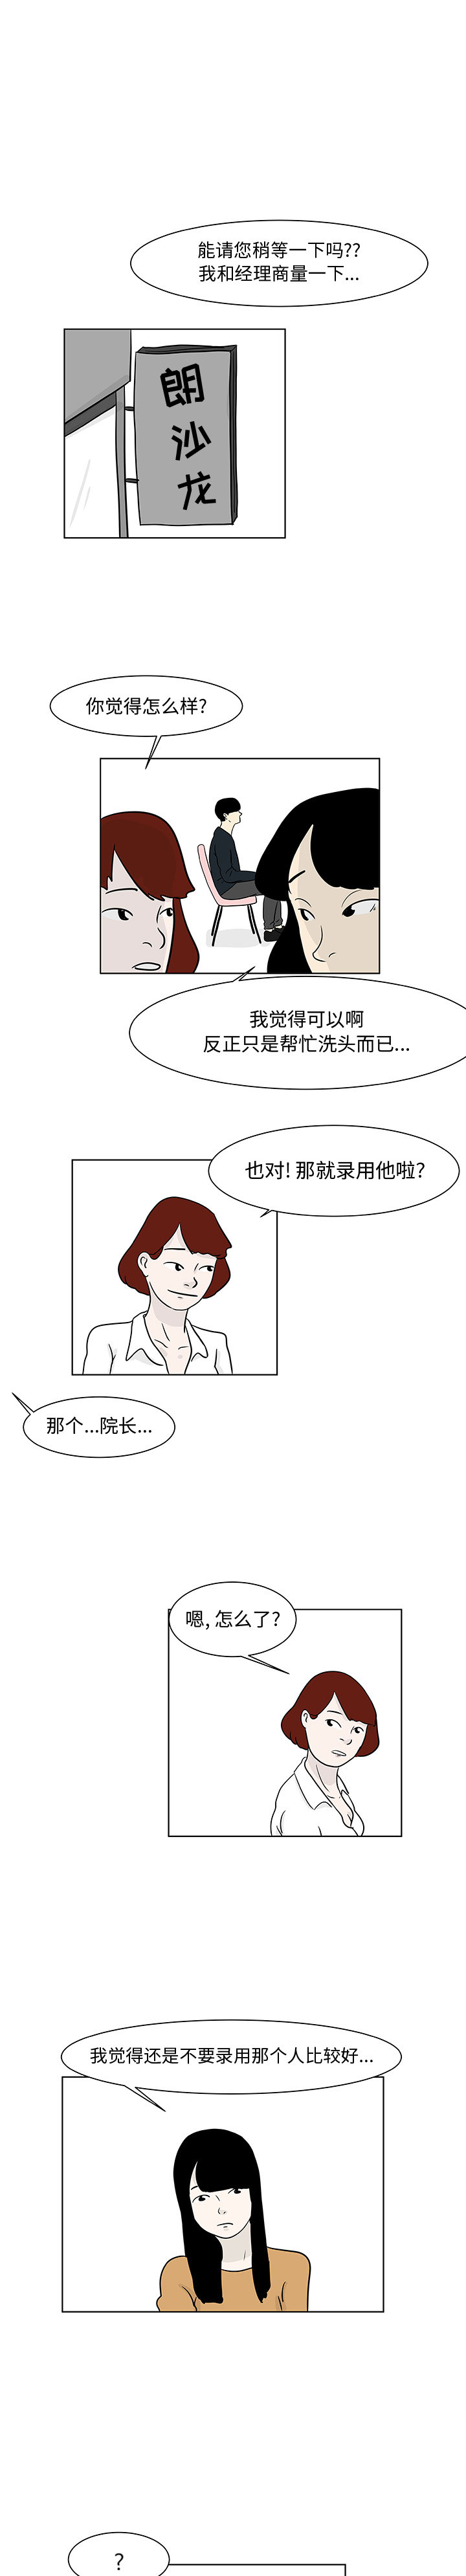 能请您稍等一下吗??
我和经理商量一下...
朗
沙
龙
你觉得怎么样?
我觉得可以啊
反正只是帮忙洗头而已...
也对! 那就录用他啦?
那个...院长...
嗯, 怎么了?
我觉得还是不要录用那个人比较好...
?